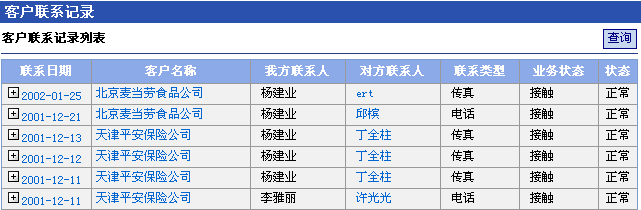 客户联系记录
客户联系记录列表 查询
联系日期 客户名称 我方联系人 对方联系人 联系类型 业务状态 状态
2002-01-25 北京麦当劳食品公司 杨建业 ert 传真 接触 正常
2001-12-21 北京麦当劳食品公司 杨建业 邱槟 电话 接触 正常
2001-12-13 天津平安保险公司 杨建业 丁全柱 传真 接触 正常
2001-12-12 天津平安保险公司 杨建业 丁全柱 传真 接触 正常
2001-12-11 天津平安保险公司 杨建业 丁全柱 传真 接触 正常
2001-12-11 天津平安保险公司 李雅丽 许光光 电话 接触 正常